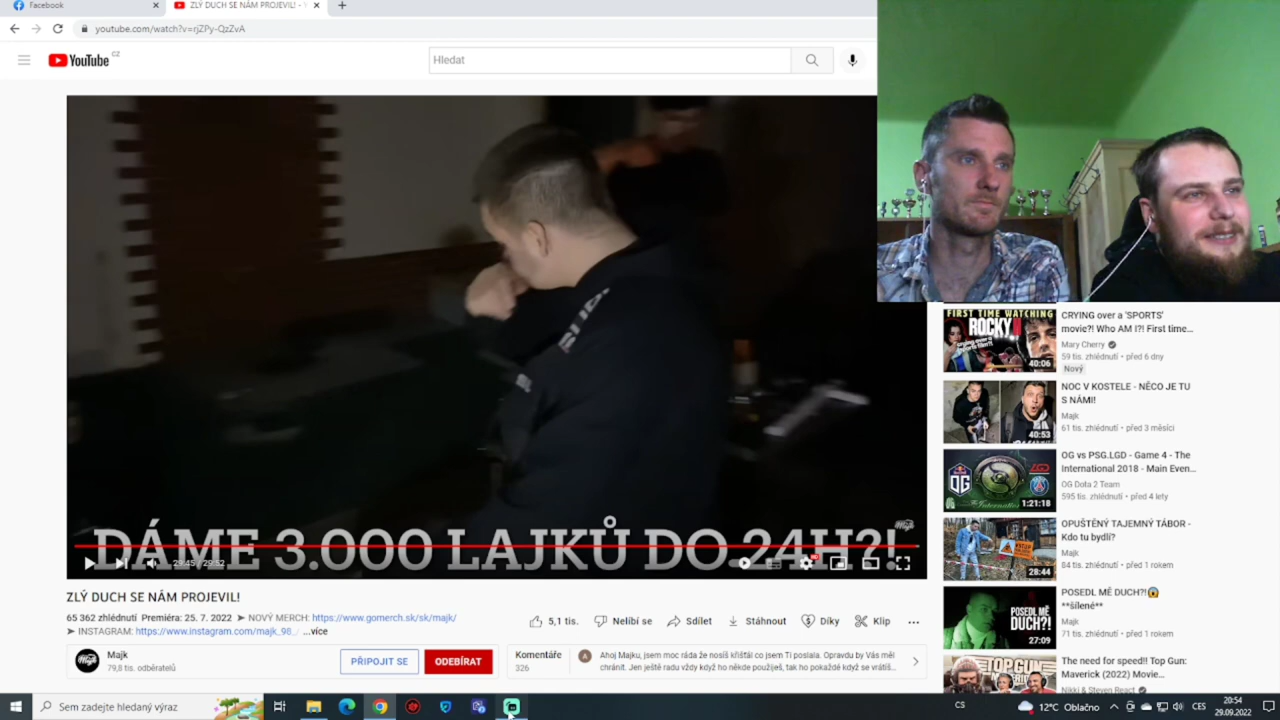 Facebook
ZLÝ DUCH SE NÁM PROJEVIL! -
youtube.com/watch?v=rjZPy-QzZvA
YouTube CZ
Hledat
DÁME 3.000 LAJKŮ DO 24H?!
29:45 / 29:52
ZLÝ DUCH SE NÁM PROJEVIL!
65 362 zhlédnutí • Premiéra: 25. 7. 2022 ➤ NOVÝ MERCH: https://www.gomerch.sk/sk/majk/
➤ INSTAGRAM: https://www.instagram.com/majk_98_ ...více
5,1 tis.
Nelíbí se
Sdílet
Stáhnout
Díky
Klip
Majk
79,8 tis. odběratelů
PŘIPOJIT SE
ODEBÍRAT
Komentáře
326
Ahoj Majku, jsem moc ráda že nosíš křišťál co jsem Ti poslala. Opravdu by Vás měl
chránit. Jen ještě radu vždy když ho někde použiješ, tak ho pokaždé když se vrátíš...
FIRST TIME WATCHING
ROCKY
40:06
CRYING over a 'SPORTS'
movie?! Who AM I?! First time...
Mary Cherry
59 tis. zhlédnutí • před 6 dny
Nový
40:53
NOC V KOSTELE - NĚCO JE TU
S NÁMI!
Majk
61 tis. zhlédnutí • před 3 měsíci
OG
LGD
PSG
1:21:18
OG vs PSG.LGD - Game 4 - The
International 2018 - Main Even...
OG Dota 2 Team
595 tis. zhlédnutí • před 4 lety
28:44
OPUŠTĚNÝ TAJEMNÝ TÁBOR -
Kdo tu bydlí?
Majk
84 tis. zhlédnutí • před 1 rokem
POSEDL
MĚ
DUCH?!
27:09
POSEDL MĚ DUCH?!😱
**šílené**
Majk
71 tis. zhlédnutí • před 1 rokem
TOP GUN
The need for speed!! Top Gun:
Maverick (2022) Movie...
Nikki & Steven React
Sem zadejte hledaný výraz
CS
12°C Oblačno
CES
20:54
29.09.2022